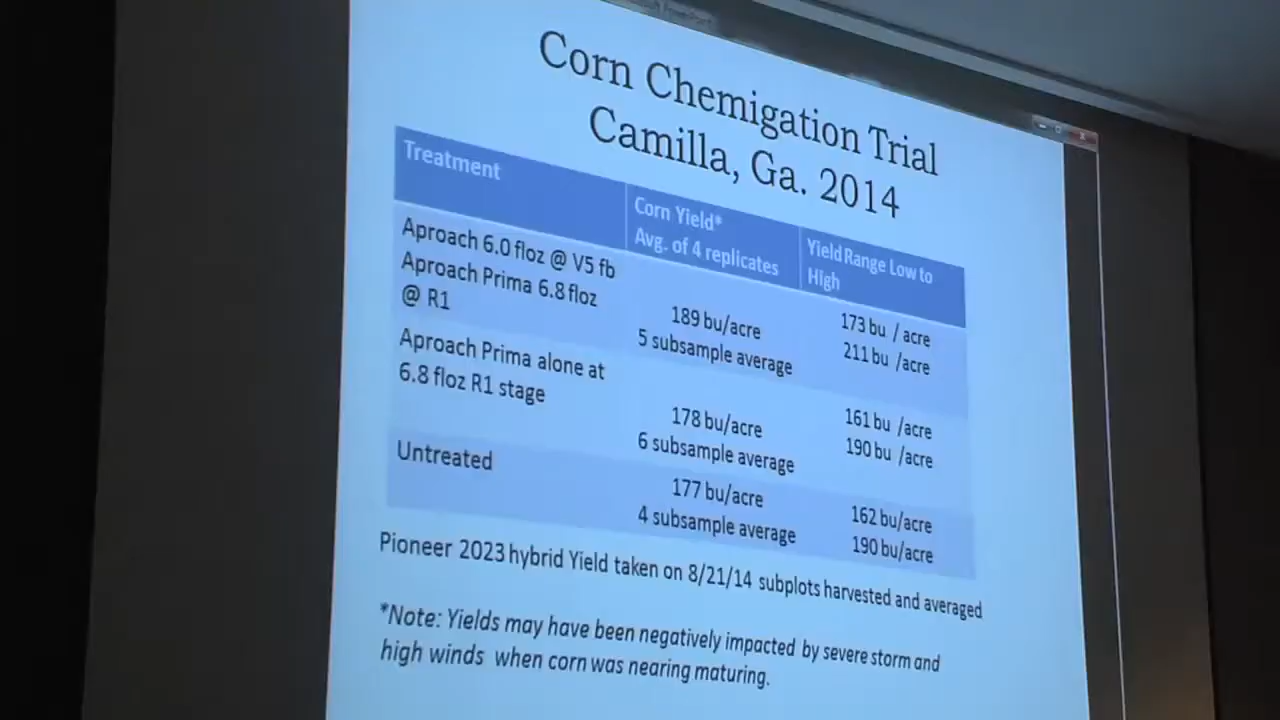 Corn Chemigation Trial
Camilla, Ga. 2014
Treatment
Corn Yield*
Avg. of 4 replicates
Yield Range Low to
High
Aproach 6.0 floz @ V5 fb
Aproach Prima 6.8 floz
@ R1
189 bu/acre
5 subsample average
173 bu / acre
211 bu /acre
Aproach Prima alone at
6.8 floz R1 stage
178 bu/acre
6 subsample average
161 bu /acre
190 bu /acre
Untreated
177 bu/acre
4 subsample average
162 bu/acre
190 bu/acre
Pioneer 2023 hybrid Yield taken on 8/21/14 subplots harvested and averaged
*Note: Yields may have been negatively impacted by severe storm and
high winds when corn was nearing maturing.